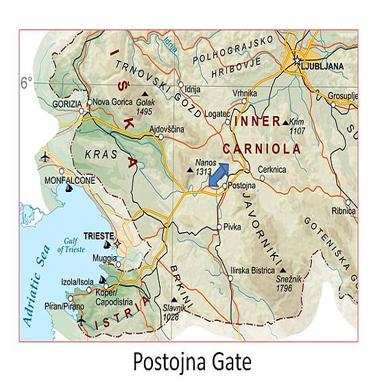 POLHOGRAJSKO
HRIBOVJE
LJUBLJANA
Idrija
TRNOVSKI GOZD
Idrija
Vrhnika
Grosuplje
6°
GORIZIA
Nova Gorica
Golak
1495
Logatec
INNER
CARNIOLA
Krim
1107
Ajdovščina
ISKA
KRAS
Nanos
1313
Cerknica
Postojna
MONFALCONE
JAVORNIKI
Ribnica
GOTENIŠKA G
Gulf
of Trieste
TRIESTE
Pivka
Muggia
Adriatic Sea
Izola/Isola
Koper/
Capodistria
Piran/Pirano
BRKINI
Ilirska Bistrica
Snežnik
1796
ISTRIA
Slavnik
1028
Postojna Gate